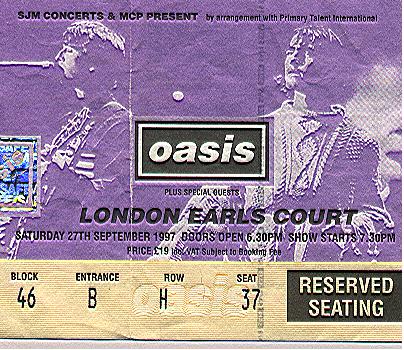 SJM CONCERTS & MCP PRESENT by arrangement with Primary Talent International
oasis
PLUS SPECIAL GUESTS
LONDON EARLS COURT
SATURDAY 27TH SEPTEMBER 1997 DOORS OPEN 6.30PM SHOW STARTS 7.30PM
PRICE £19 inc. VAT Subject to Booking Fee
BLOCK ENTRANCE ROW SEAT
46 B H 37
oasis
RESERVED
SEATING